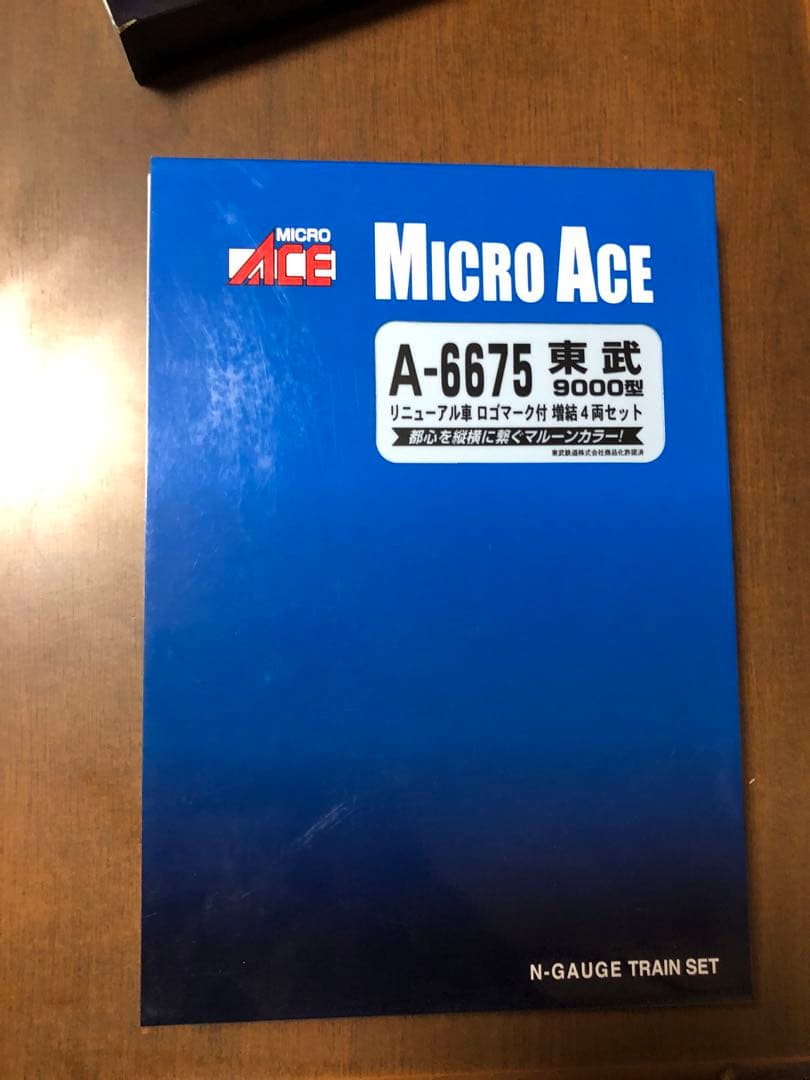 MICRO
ACE
MICRO ACE
A-6675 東武
9000型
リニューアル車 ロゴマーク付 増結4両セット
都心を縦横に繋ぐマルーンカラー!
東武鉄道株式会社商品化許諾済
N-GAUGE TRAIN SET